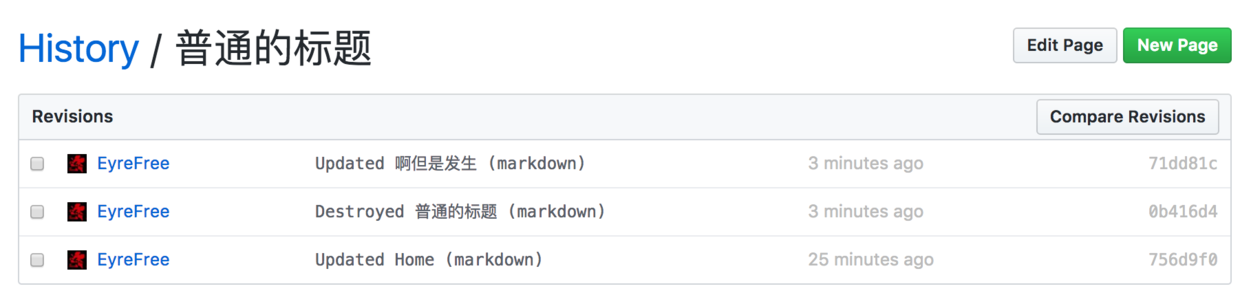 History / 普通的标题 Edit Page New Page
Revisions Compare Revisions
EyreFree Updated 啊但是发生 (markdown) 3 minutes ago 71dd81c
EyreFree Destroyed 普通的标题 (markdown) 3 minutes ago 0b416d4
EyreFree Updated Home (markdown) 25 minutes ago 756d9f0